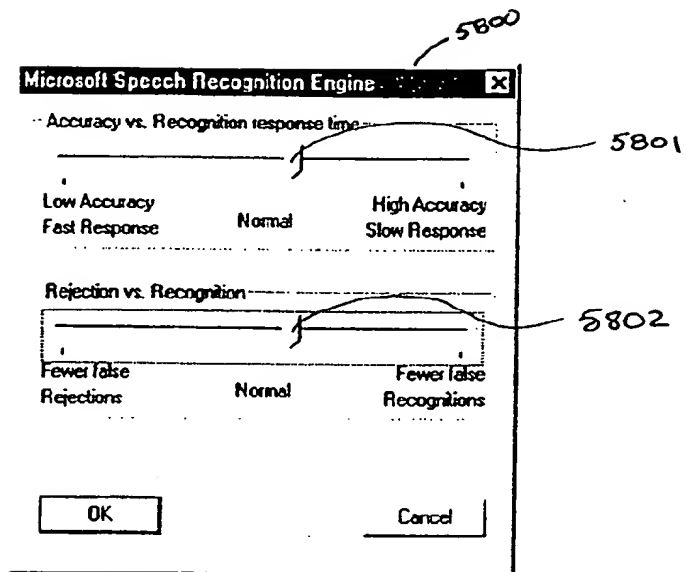 5800
Microsoft Speech Recognition Engine
Accuracy vs. Recognition response time
5801
Low Accuracy High Accuracy
Fast Response Normal Slow Response
Rejection vs. Recognition
5802
Fewer false Fewer false
Rejections Normal Recognitions
OK Cancel